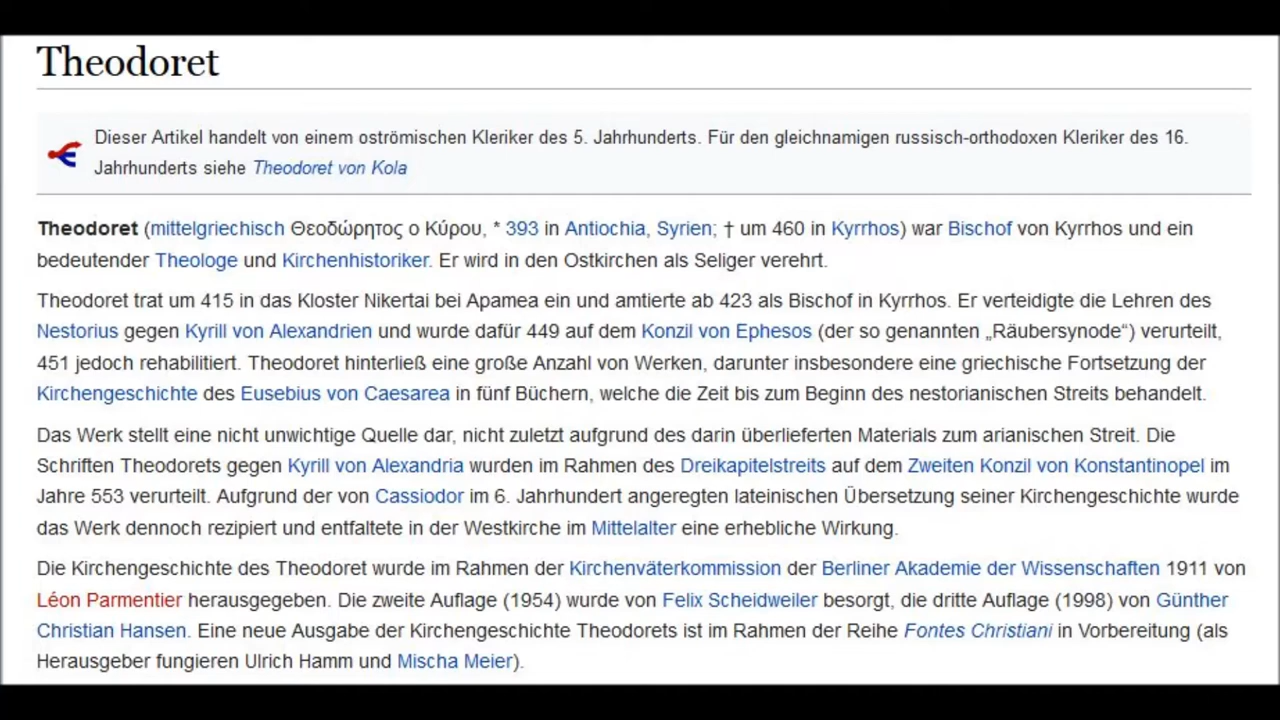 Theodoret
Dieser Artikel handelt von einem oströmischen Kleriker des 5. Jahrhunderts. Für den gleichnamigen russisch-orthodoxen Kleriker des 16.
Jahrhunderts siehe Theodoret von Kola
Theodoret (mittelgriechisch Θεοδώρητος ο Κύρου, * 393 in Antiochia, Syrien; † um 460 in Kyrrhos) war Bischof von Kyrrhos und ein
bedeutender Theologe und Kirchenhistoriker. Er wird in den Ostkirchen als Seliger verehrt.
Theodoret trat um 415 in das Kloster Nikertai bei Apamea ein und amtierte ab 423 als Bischof in Kyrrhos. Er verteidigte die Lehren des
Nestorius gegen Kyrill von Alexandrien und wurde dafür 449 auf dem Konzil von Ephesos (der so genannten „Räubersynode“) verurteilt,
451 jedoch rehabilitiert. Theodoret hinterließ eine große Anzahl von Werken, darunter insbesondere eine griechische Fortsetzung der
Kirchengeschichte des Eusebius von Caesarea in fünf Büchern, welche die Zeit bis zum Beginn des nestorianischen Streits behandelt.
Das Werk stellt eine nicht unwichtige Quelle dar, nicht zuletzt aufgrund des darin überlieferten Materials zum arianischen Streit. Die
Schriften Theodorets gegen Kyrill von Alexandria wurden im Rahmen des Dreikapitelstreits auf dem Zweiten Konzil von Konstantinopel im
Jahre 553 verurteilt. Aufgrund der von Cassiodor im 6. Jahrhundert angeregten lateinischen Übersetzung seiner Kirchengeschichte wurde
das Werk dennoch rezipiert und entfaltete in der Westkirche im Mittelalter eine erhebliche Wirkung.
Die Kirchengeschichte des Theodoret wurde im Rahmen der Kirchenväterkommission der Berliner Akademie der Wissenschaften 1911 von
Léon Parmentier herausgegeben. Die zweite Auflage (1954) wurde von Felix Scheidweiler besorgt, die dritte Auflage (1998) von Günther
Christian Hansen. Eine neue Ausgabe der Kirchengeschichte Theodorets ist im Rahmen der Reihe Fontes Christiani in Vorbereitung (als
Herausgeber fungieren Ulrich Hamm und Mischa Meier).